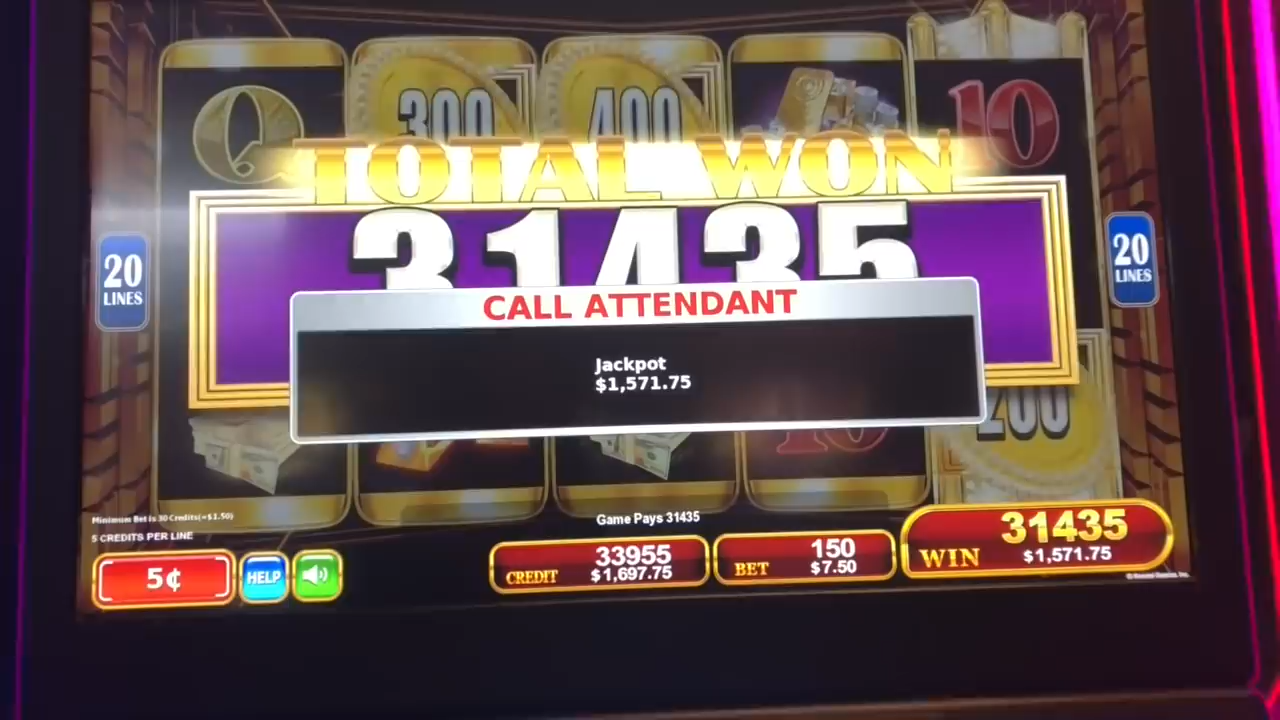 Q
300
400
10
TOTAL WON
31435
20
LINES
20
LINES
CALL ATTENDANT
Jackpot
$1,571.75
200
10
Minimum Bet is 30 Credits(=$1.50)
5 CREDITS PER LINE
Game Pays 31435
5¢
HELP
33955
CREDIT
$1,697.75
150
BET
$7.50
31435
WIN
$1,571.75